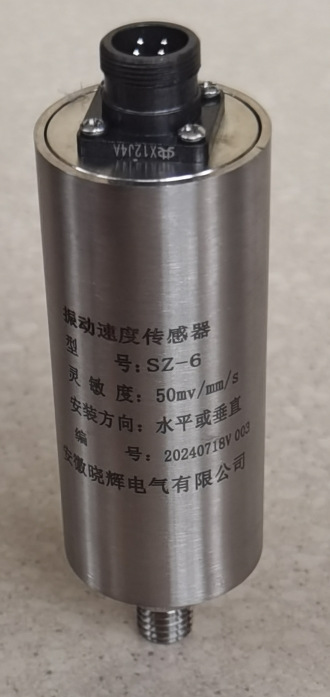 X12J4A
振动速度传感器
型 号: SZ-6
灵 敏 度: 50mv/mm/s
安装方向: 水平或垂直
编 号: 20240718V003
安徽晓辉电气有限公司